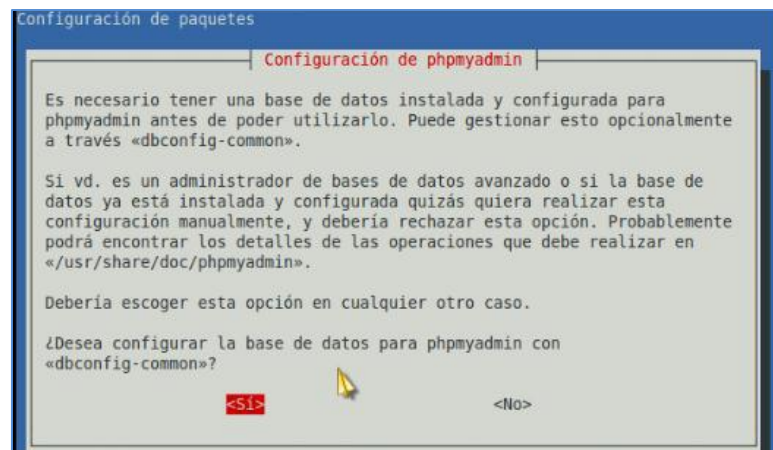 Configuración de paquetes
Configuración de phpmyadmin
Es necesario tener una base de datos instalada y configurada para
phpmyadmin antes de poder utilizarlo. Puede gestionar esto opcionalmente
a través «dbconfig-common».
Si vd. es un administrador de bases de datos avanzado o si la base de
datos ya está instalada y configurada quizás quiera realizar esta
configuración manualmente, y debería rechazar esta opción. Probablemente
podrá encontrar los detalles de las operaciones que debe realizar en
«/usr/share/doc/phpmyadmin».
Debería escoger esta opción en cualquier otro caso.
¿Desea configurar la base de datos para phpmyadmin con
«dbconfig-common»?
<Sí> <No>